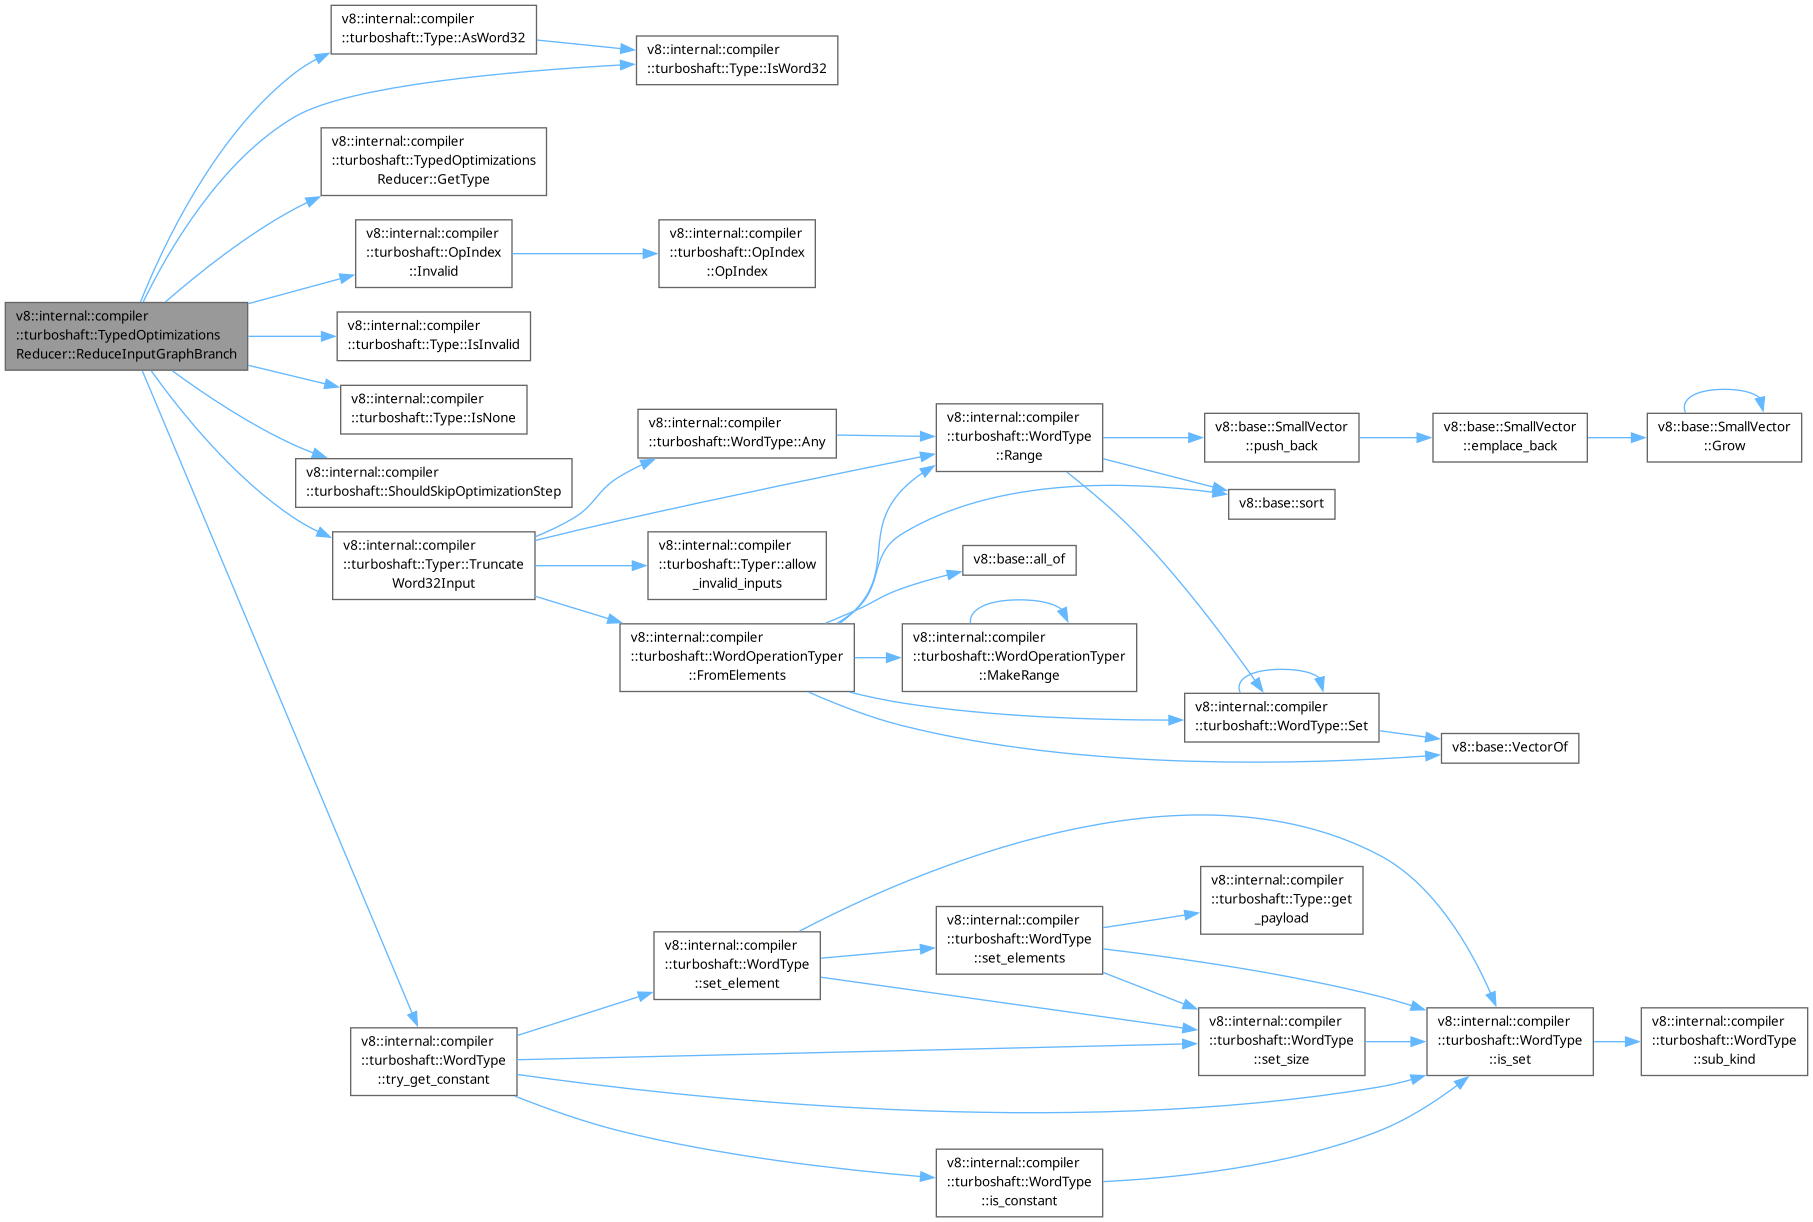 v8::internal::compiler
::turboshaft::TypedOptimizations
Reducer::ReduceInputGraphBranch
v8::internal::compiler
::turboshaft::Type::AsWord32
v8::internal::compiler
::turboshaft::Type::IsWord32
v8::internal::compiler
::turboshaft::TypedOptimizations
Reducer::GetType
v8::internal::compiler
::turboshaft::OpIndex
::Invalid
v8::internal::compiler
::turboshaft::OpIndex
::OpIndex
v8::internal::compiler
::turboshaft::Type::IsInvalid
v8::internal::compiler
::turboshaft::Type::IsNone
v8::internal::compiler
::turboshaft::ShouldSkipOptimizationStep
v8::internal::compiler
::turboshaft::Typer::Truncate
Word32Input
v8::internal::compiler
::turboshaft::WordType::Any
v8::internal::compiler
::turboshaft::WordType
::Range
v8::base::SmallVector
::push_back
v8::base::SmallVector
::emplace_back
v8::base::SmallVector
::Grow
v8::base::sort
v8::internal::compiler
::turboshaft::Typer::allow
_invalid_inputs
v8::base::all_of
v8::internal::compiler
::turboshaft::WordOperationTyper
::FromElements
v8::internal::compiler
::turboshaft::WordOperationTyper
::MakeRange
v8::internal::compiler
::turboshaft::WordType::Set
v8::base::VectorOf
v8::internal::compiler
::turboshaft::WordType
::try_get_constant
v8::internal::compiler
::turboshaft::WordType
::set_element
v8::internal::compiler
::turboshaft::WordType
::set_elements
v8::internal::compiler
::turboshaft::Type::get
_payload
v8::internal::compiler
::turboshaft::WordType
::set_size
v8::internal::compiler
::turboshaft::WordType
::is_set
v8::internal::compiler
::turboshaft::WordType
::sub_kind
v8::internal::compiler
::turboshaft::WordType
::is_constant